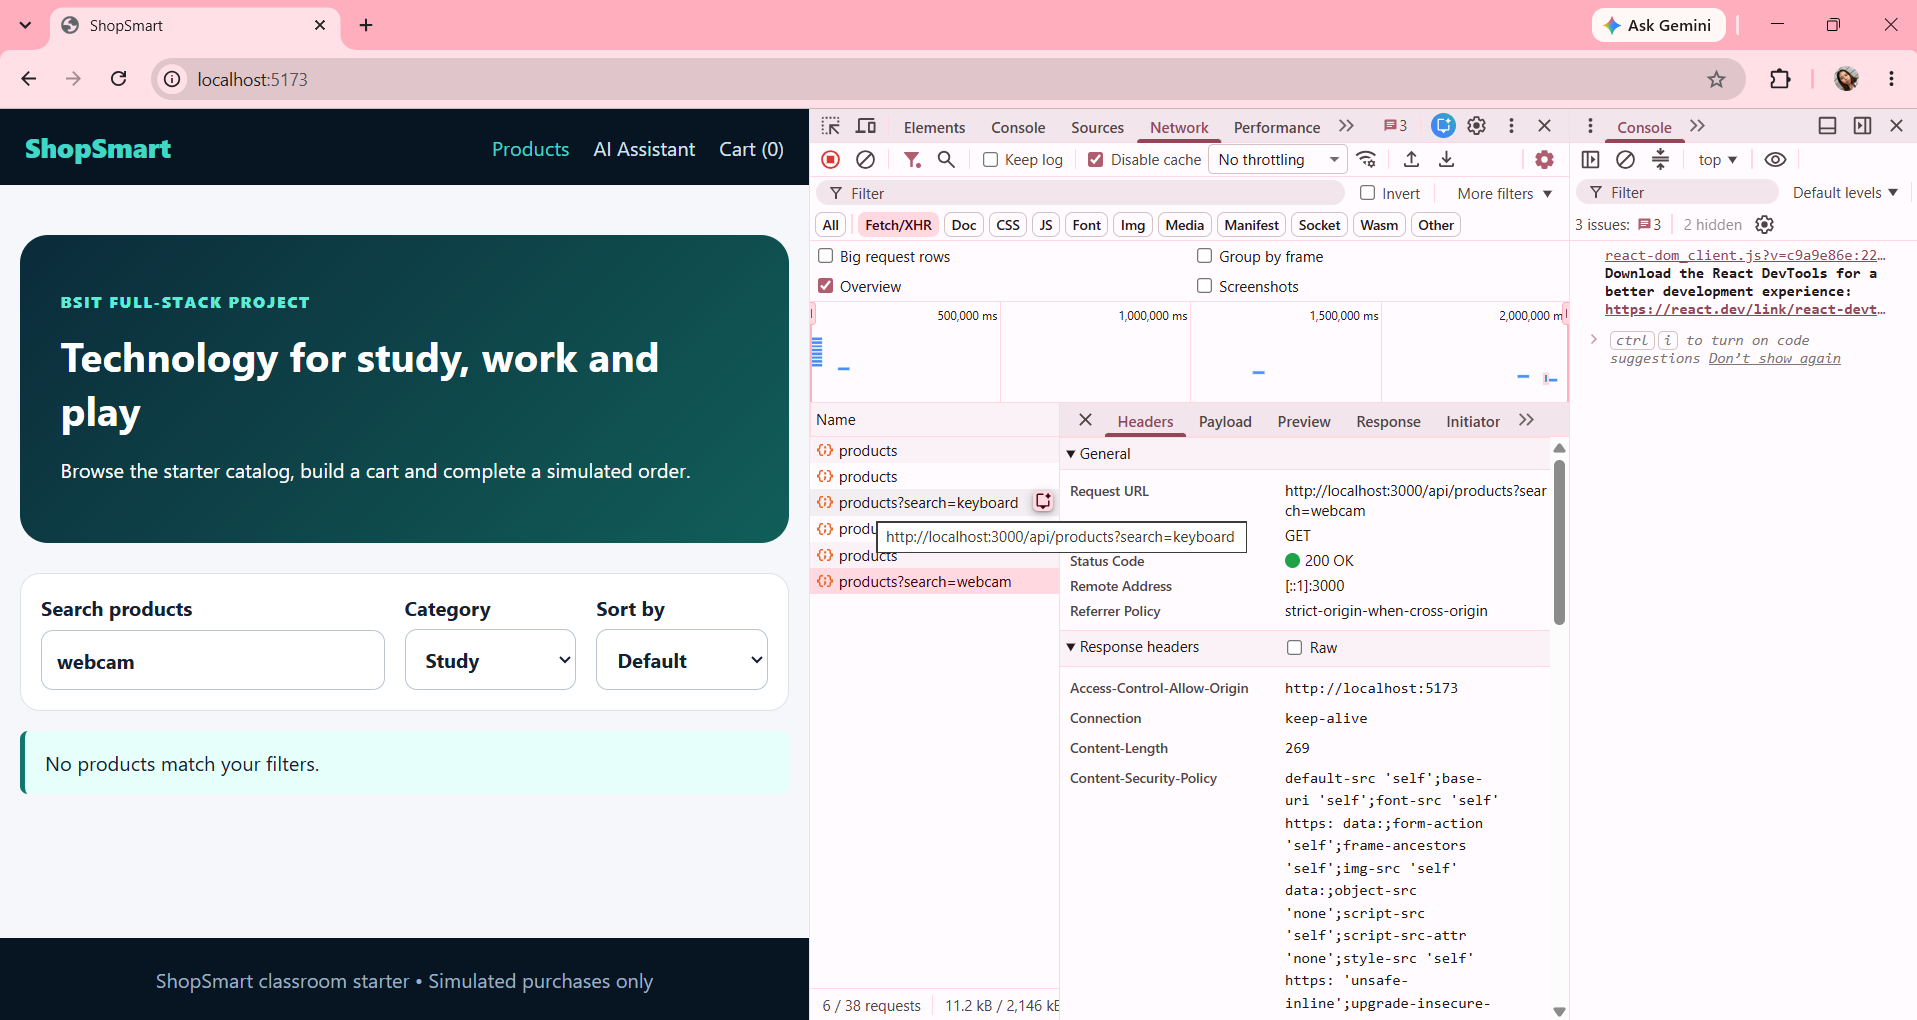 ShopSmart
Ask Gemini
localhost:5173
ShopSmart
Products
AI Assistant
Cart (0)
BSIT FULL-STACK PROJECT
Technology for study, work and
play
Browse the starter catalog, build a cart and complete a simulated order.
Search products
Category
Sort by
webcam
Study
Default
No products match your filters.
ShopSmart classroom starter • Simulated purchases only
Elements
Console
Sources
Network
Performance
3
Keep log
Disable cache
No throttling
Filter
Invert
More filters
All
Fetch/XHR
Doc
CSS
JS
Font
Img
Media
Manifest
Socket
Wasm
Other
Big request rows
Group by frame
Overview
Screenshots
500,000 ms
1,000,000 ms
1,500,000 ms
2,000,000 m
Name
products
products
products?search=keyboard
produ
products
products?search=webcam
http://localhost:3000/api/products?search=keyboard
6 / 38 requests
11.2 kB / 2,146 kB
Headers
Payload
Preview
Response
Initiator
General
Request URL
http://localhost:3000/api/products?sear
ch=webcam
GET
Status Code
200 OK
Remote Address
[::1]:3000
Referrer Policy
strict-origin-when-cross-origin
Response headers
Raw
Access-Control-Allow-Origin
http://localhost:5173
Connection
keep-alive
Content-Length
269
Content-Security-Policy
default-src 'self';base-
uri 'self';font-src 'self'
https: data:;form-action
'self';frame-ancestors
'self';img-src 'self'
data:;object-src
'none';script-src
'self';script-src-attr
'none';style-src 'self'
https: 'unsafe-
inline';upgrade-insecure-
Console
top
Filter
Default levels
3 issues:
3
2 hidden
react-dom_client.js?v=c9a9e86e:22…
Download the React DevTools for a
better development experience:
https://react.dev/link/react-devt…
ctrl i to turn on code
suggestions Don't show again